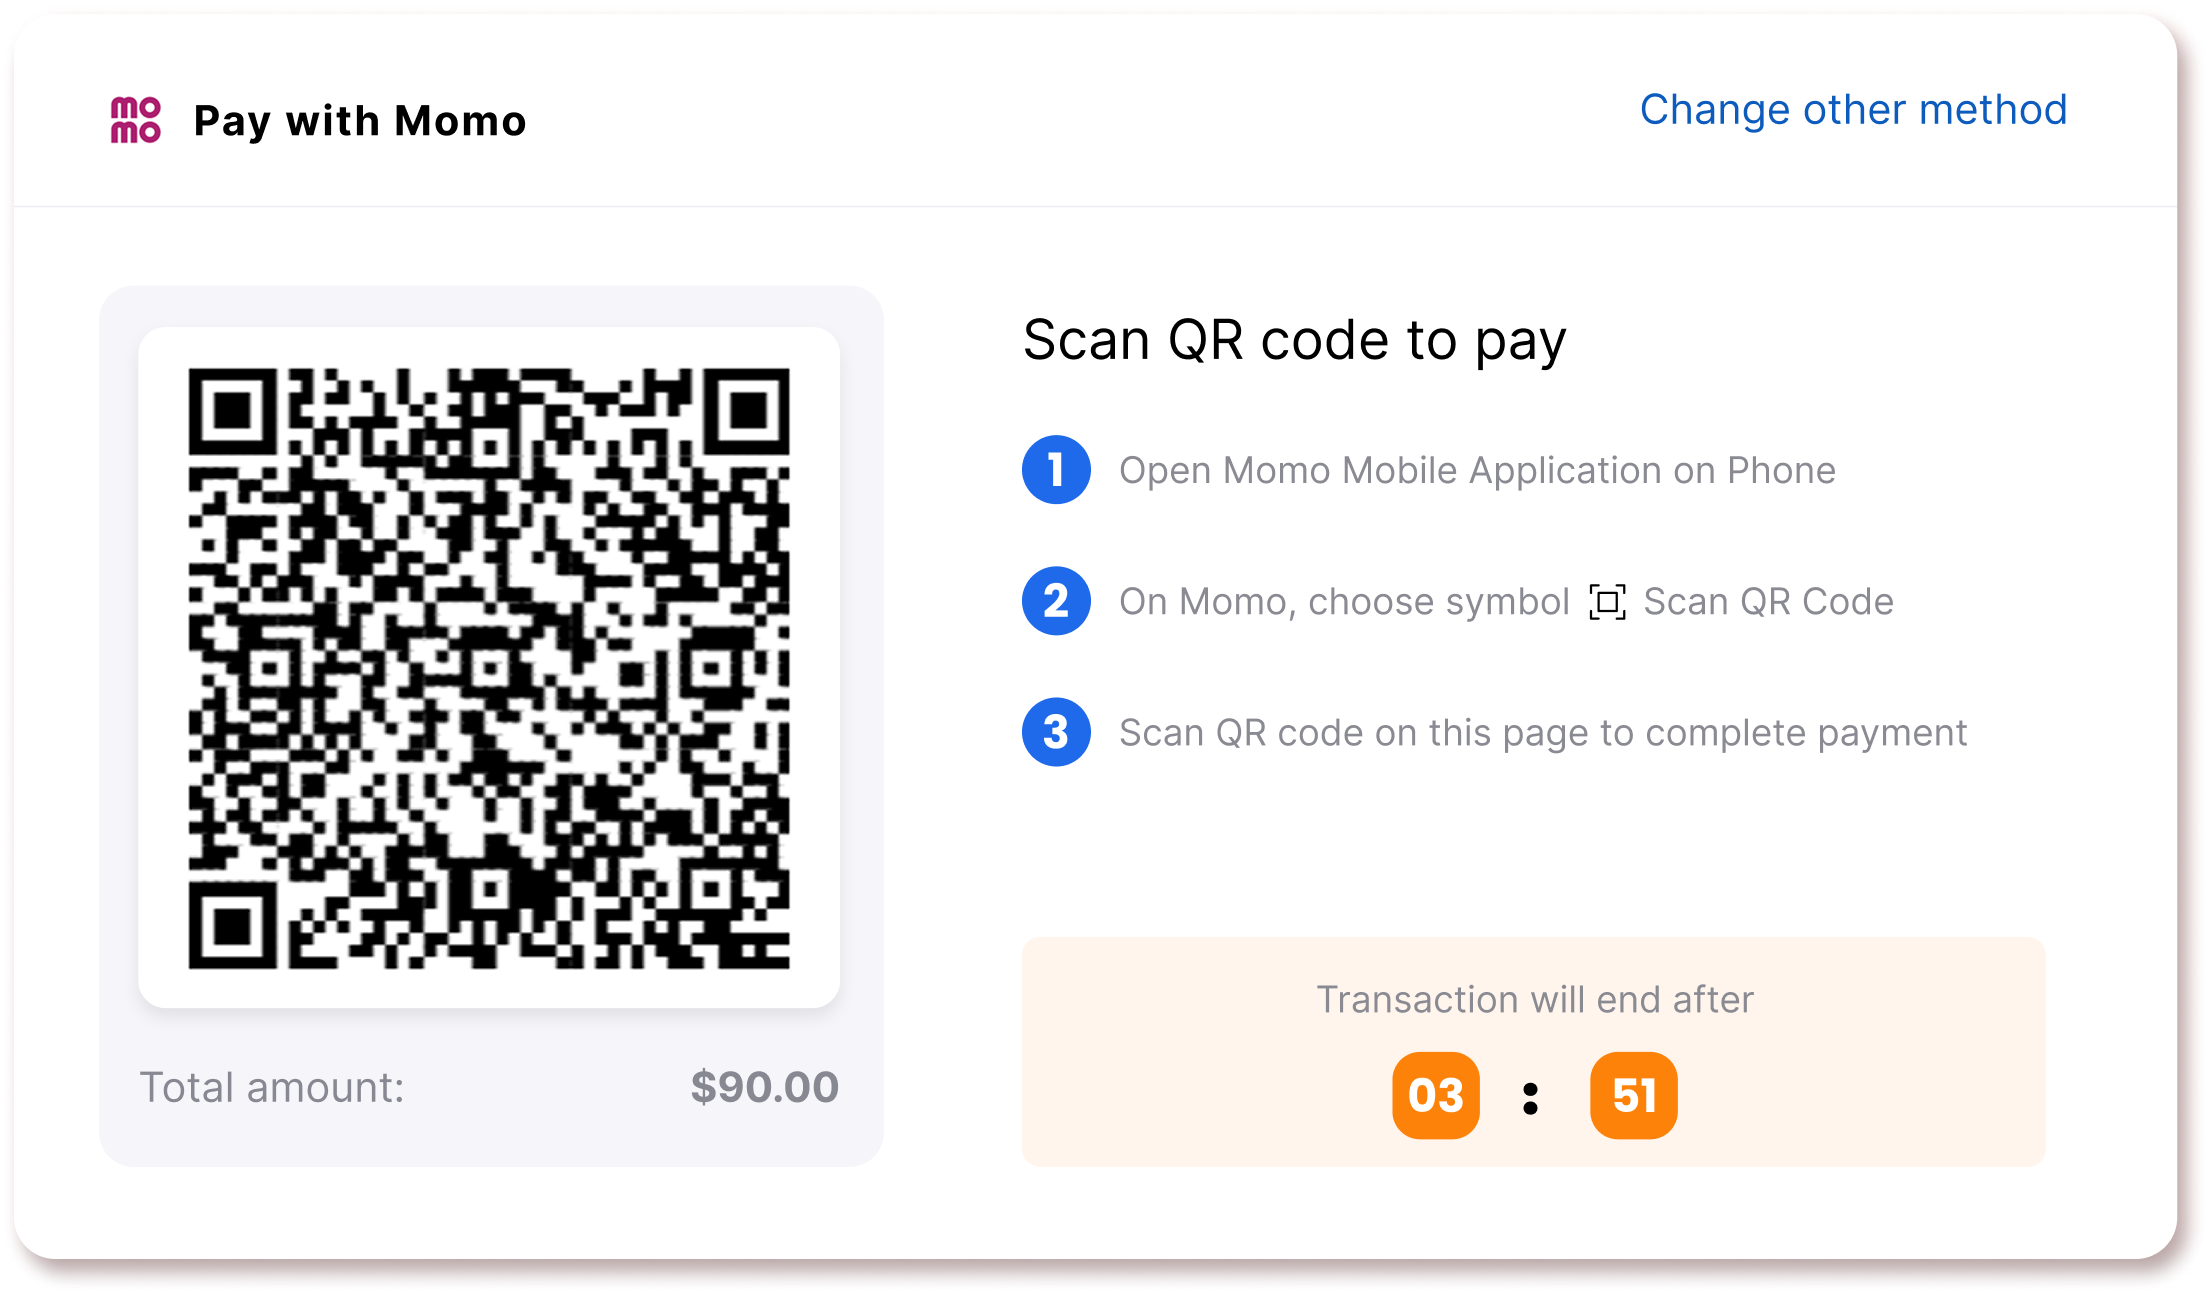 mo
mo
Pay with Momo
Change other method
Scan QR code to pay
1 Open Momo Mobile Application on Phone
2 On Momo, choose symbol Scan QR Code
3 Scan QR code on this page to complete payment
Total amount: $90.00
Transaction will end after
03 : 51